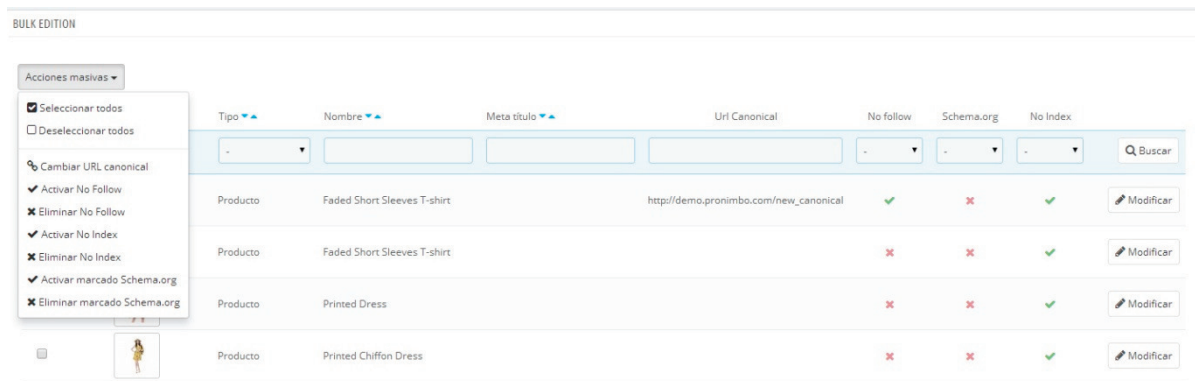 BULK EDITION
Acciones masivas
Seleccionar todos
Deseleccionar todos
Cambiar URL canonical
Activar No Follow
Eliminar No Follow
Activar No Index
Eliminar No Index
Activar marcado Schema.org
Eliminar marcado Schema.org
Tipo Nombre Meta título Url Canonical No follow Schema.org No Index
- - - - Buscar
Producto Faded Short Sleeves T-shirt http://demo.pronimbo.com/new_canonical Modificar
Producto Faded Short Sleeves T-shirt Modificar
Producto Printed Dress Modificar
Producto Printed Chiffon Dress Modificar